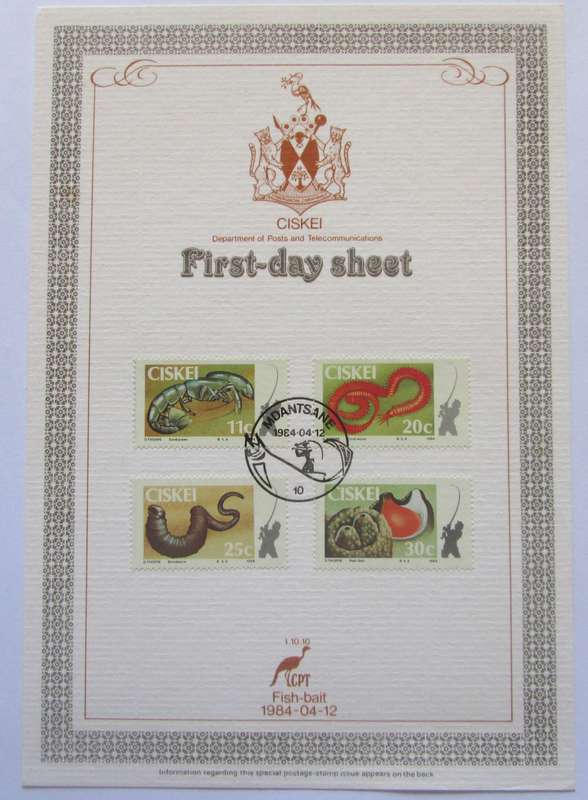 CISKEI
Department of Posts and Telecommunications
First-day sheet
CISKEI
11c
CISKEI
20c
MDANTSANE
1984·04·12
10
CISKEI
25c
CISKEI
30c
1.10.10
CPT
Fish-bait
1984-04-12
Information regarding this special postage-stamp issue appears on the back